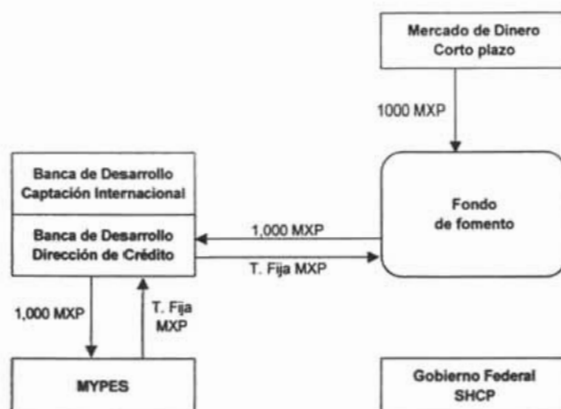 Mercado de Dinero
Corto plazo
1000 MXP
Banca de Desarrollo
Captación Internacional
Banca de Desarrollo
Dirección de Crédito
1,000 MXP
T. Fija MXP
Fondo
de fomento
1,000 MXP
T. Fija
MXP
MYPES
Gobierno Federal
SHCP